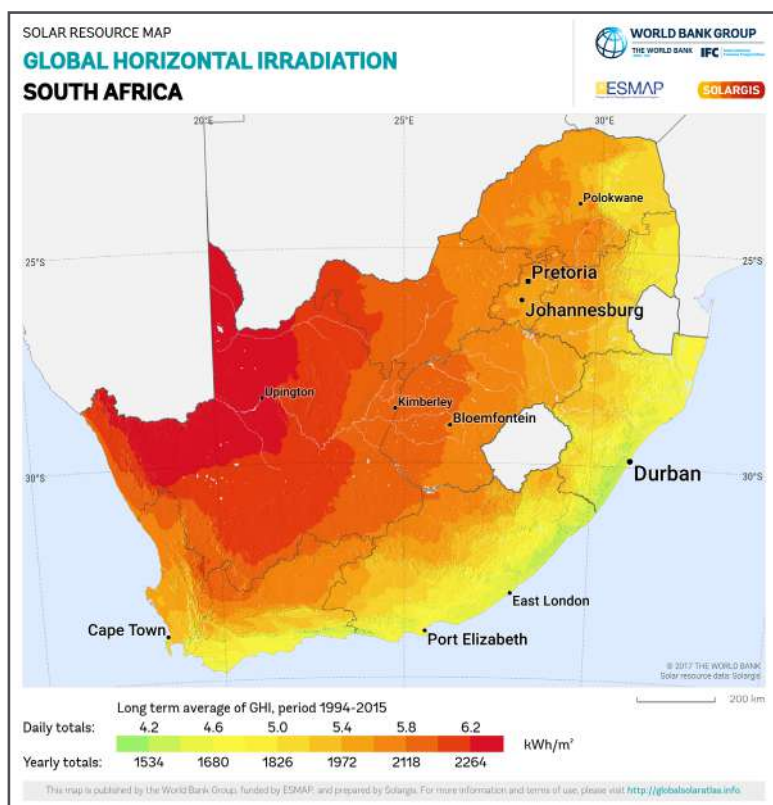 SOLAR RESOURCE MAP
GLOBAL HORIZONTAL IRRADIATION
SOUTH AFRICA
WORLD BANK GROUP
THE WORLD BANK IFC
ESMAP
SOLARGIS
20°E 25°E 30°E
Polokwane
25°S 25°S
Pretoria
Johannesburg
Upington
Kimberley
Bloemfontein
Durban
30°S 30°S
East London
Cape Town
Port Elizabeth
© 2017 THE WORLD BANK
Solar resource data: Solargis
200 km
Long term average of GHI, period 1994-2015
Daily totals: 4.2 4.6 5.0 5.4 5.8 6.2
kWh/m²
Yearly totals: 1534 1680 1826 1972 2118 2264
This map is published by the World Bank Group, funded by ESMAP, and prepared by Solargis. For more information and terms of use, please visit http://globalsolaratlas.info.